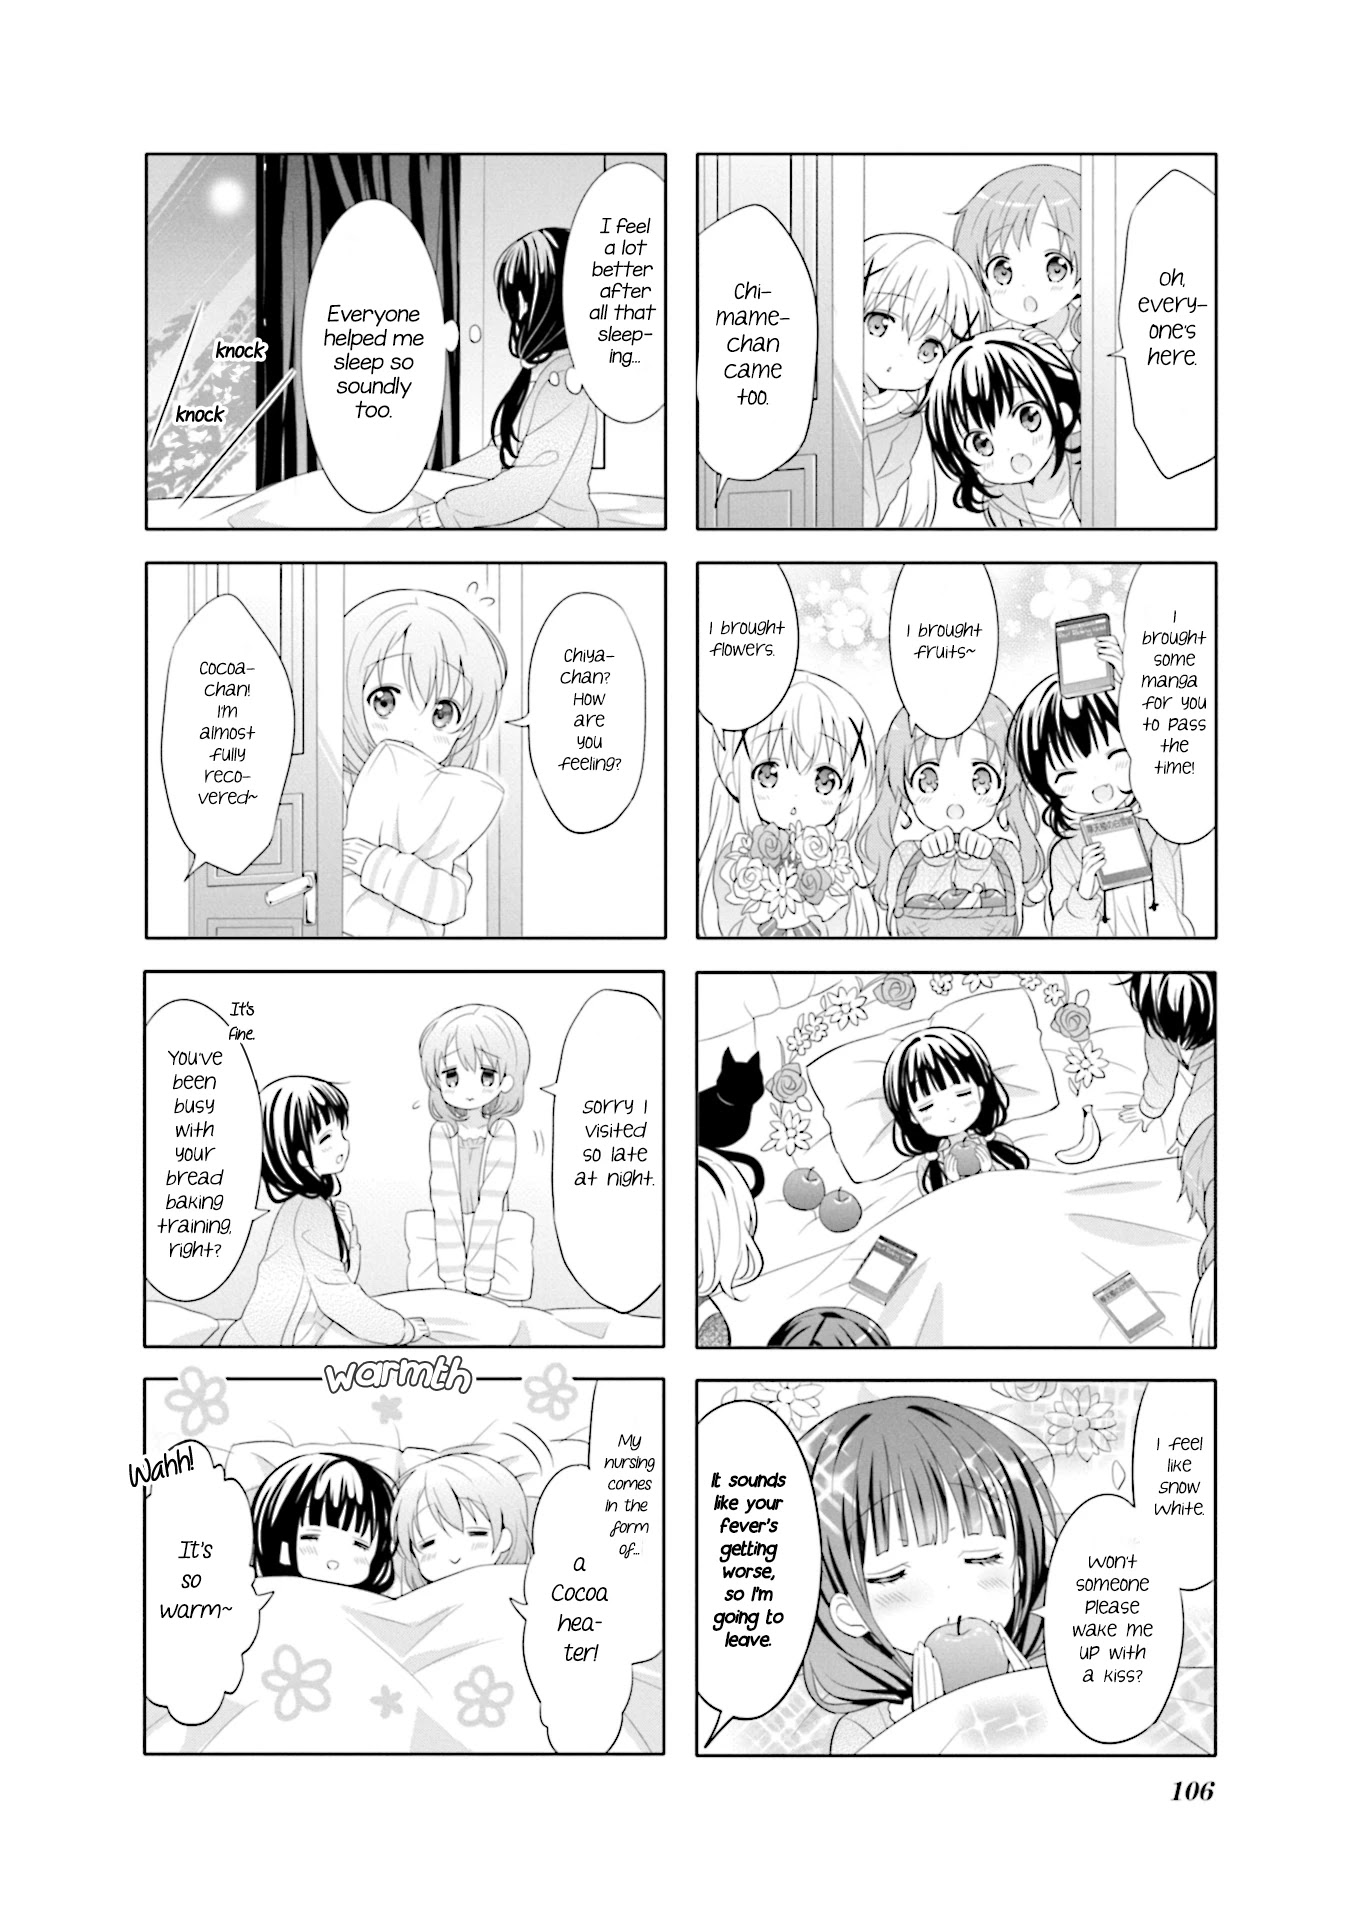 Oh,
every-
one's
here.
Chi-
mame-
chan
came
too.
I
brought
some
manga
for you
to pass
the
time!
I brought
fruits~
I brought
flowers.
I feel
like
snow
white.
Won't
someone
please
wake me
up with
a kiss?
It sounds
like your
fever's
getting
worse,
so I'm
going to
leave.
I feel
a lot
better
after
all that
sleep-
ing...
Everyone
helped me
sleep so
soundly
too.
knock
knock
Chiya-
chan?
How
are
you
feeling?
Cocoa-
chan!
I'm
almost
fully
reco-
vered~
Sorry I
visited
so late
at night.
It's
fine.
You've
been
busy
with
your
bread
baking
training,
right?
warmth
My
nursing
comes
in the
form
of...
a
Cocoa
hea-
ter!
Wahh!
It's
so
warm~
106